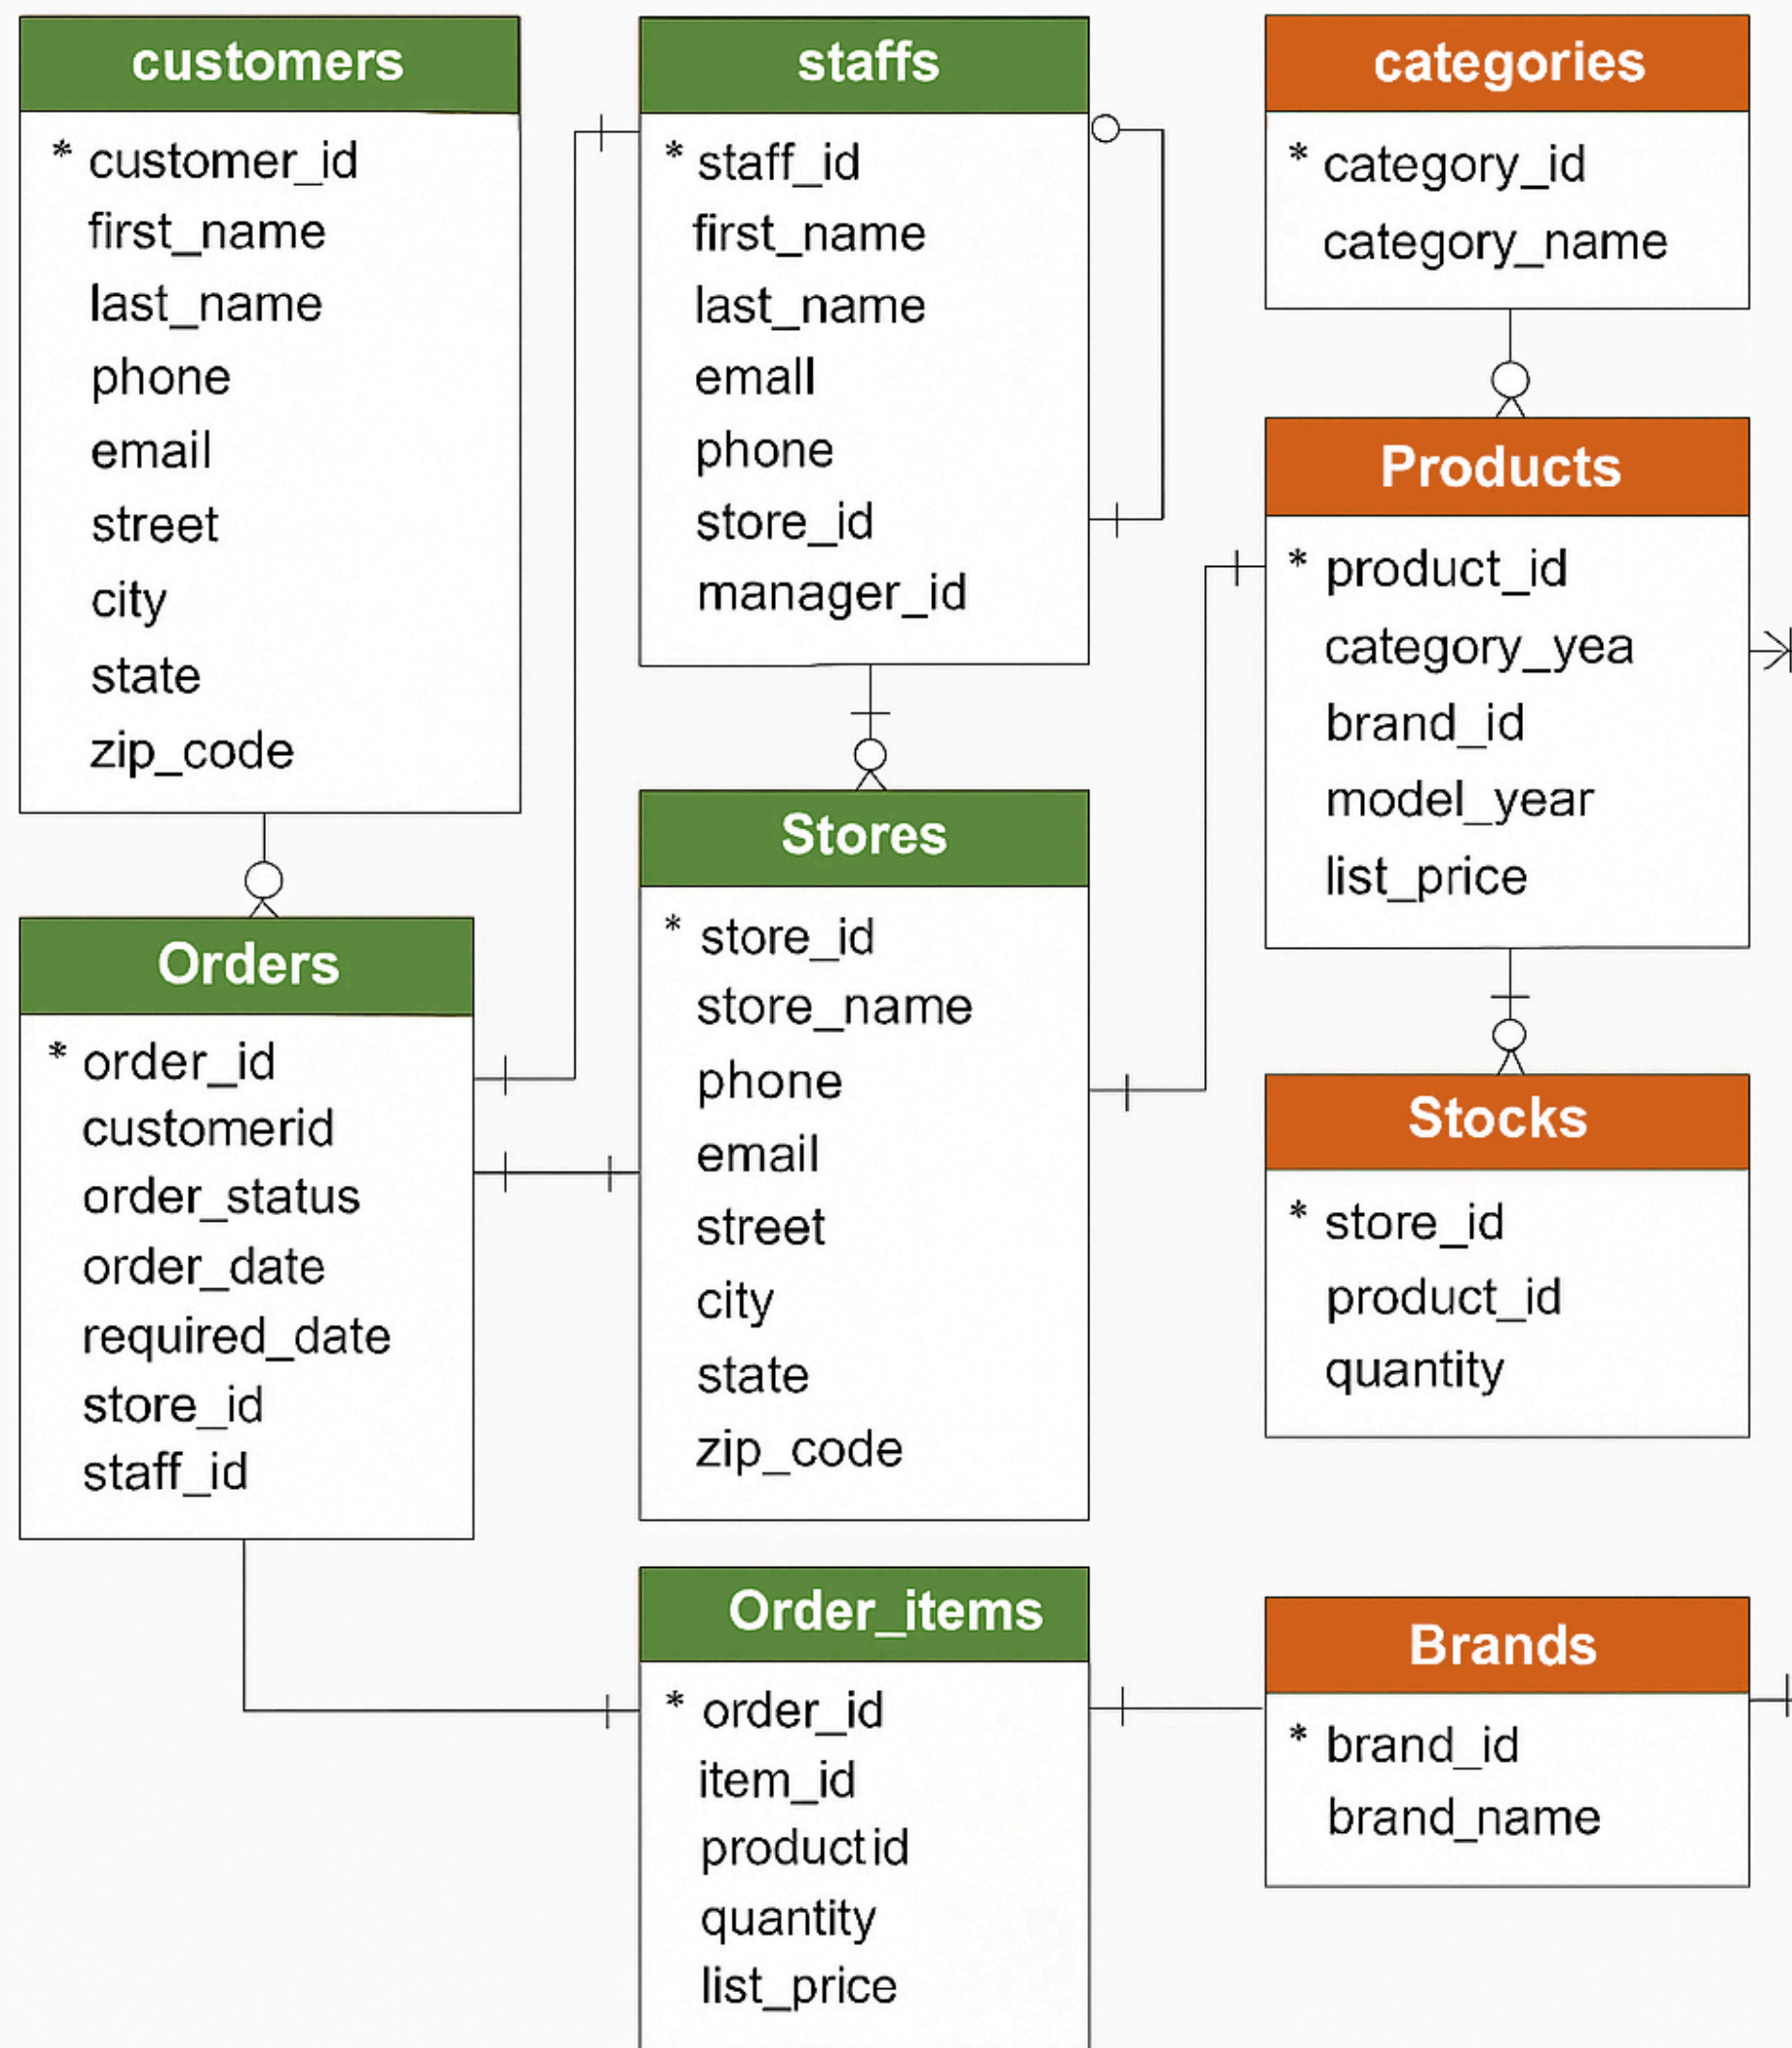 customers
* customer_id
first_name
last_name
phone
email
street
city
state
zip_code
staffs
* staff_id
first_name
last_name
emall
phone
store_id
manager_id
categories
* category_id
category_name
Products
* product_id
category_yea
brand_id
model_year
list_price
Orders
* order_id
customerid
order_status
order_date
required_date
store_id
staff_id
Stores
* store_id
store_name
phone
email
street
city
state
zip_code
Stocks
* store_id
product_id
quantity
Order_items
* order_id
item_id
productid
quantity
list_price
Brands
* brand_id
brand_name